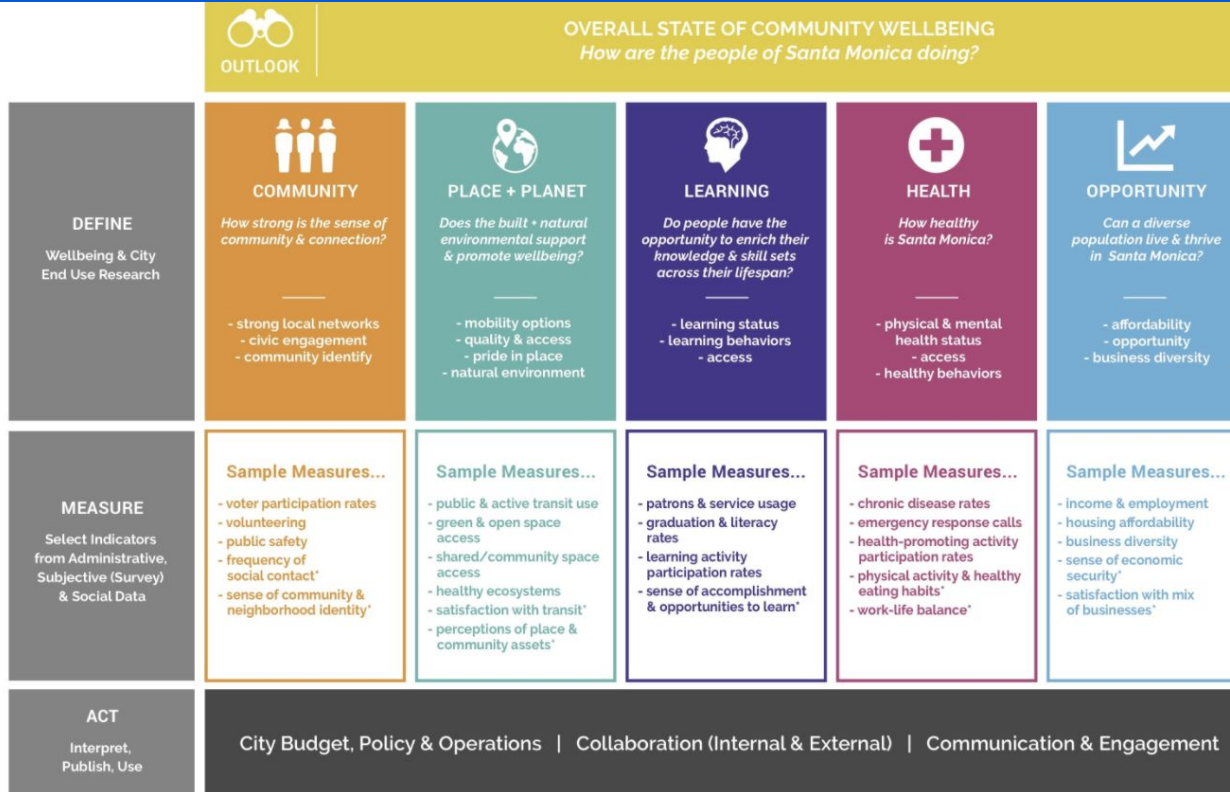 OUTLOOK
OVERALL STATE OF COMMUNITY WELLBEING
How are the people of Santa Monica doing?
DEFINE
Wellbeing & City
End Use Research
COMMUNITY
How strong is the sense of
community & connection?
- strong local networks
- civic engagement
- community identify
PLACE + PLANET
Does the built + natural
environmental support
& promote wellbeing?
- mobility options
- quality & access
- pride in place
- natural environment
LEARNING
Do people have the
opportunity to enrich their
knowledge & skill sets
across their lifespan?
- learning status
- learning behaviors
- access
HEALTH
How healthy
is Santa Monica?
- physical & mental
health status
- access
- healthy behaviors
OPPORTUNITY
Can a diverse
population live & thrive
in Santa Monica?
- affordability
- opportunity
- business diversity
MEASURE
Select Indicators
from Administrative,
Subjective (Survey)
& Social Data
Sample Measures...
- voter participation rates
- volunteering
- public safety
- frequency of
social contact*
- sense of community &
neighborhood identity*
Sample Measures...
- public & active transit use
- green & open space
access
- shared/community space
access
- healthy ecosystems
- satisfaction with transit*
- perceptions of place &
community assets*
Sample Measures...
- patrons & service usage
- graduation & literacy
rates
- learning activity
participation rates
- sense of accomplishment
& opportunities to learn*
Sample Measures...
- chronic disease rates
- emergency response calls
- health-promoting activity
participation rates
- physical activity & healthy
eating habits*
- work-life balance*
Sample Measures...
- income & employment
- housing affordability
- business diversity
- sense of economic
security*
- satisfaction with mix
of businesses*
ACT
Interpret,
Publish, Use
City Budget, Policy & Operations | Collaboration (Internal & External) | Communication & Engagement